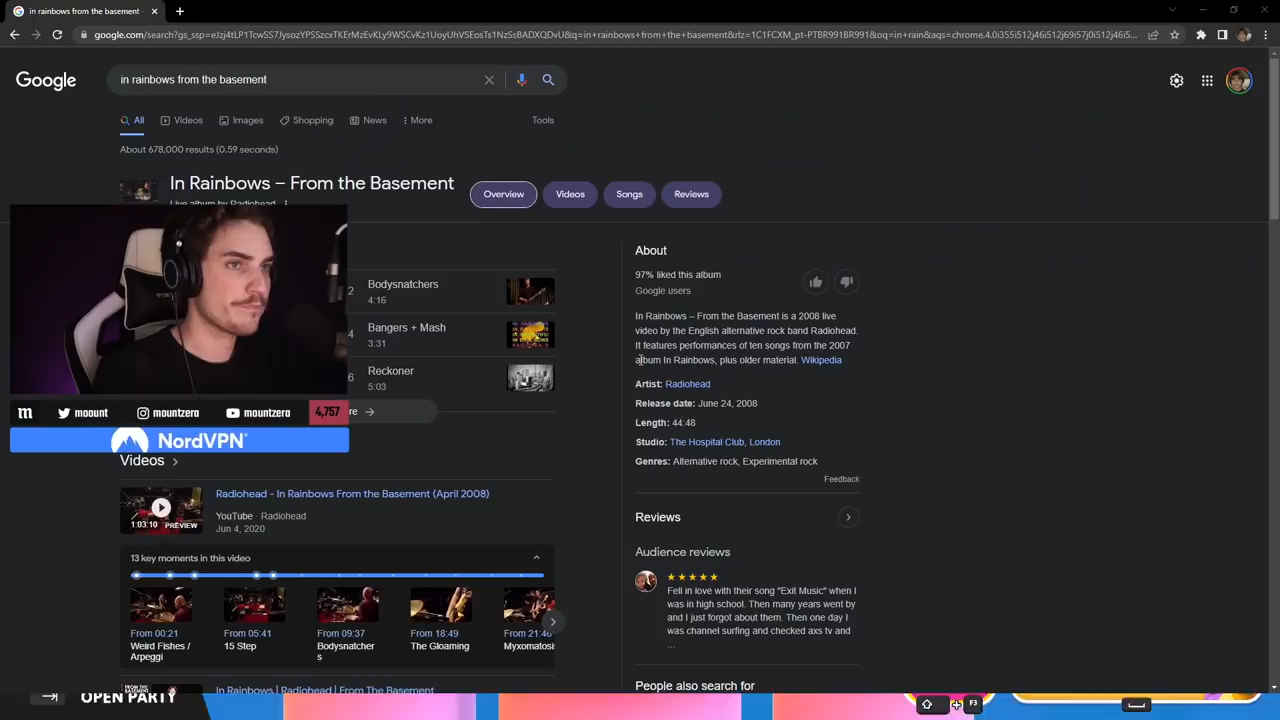 in rainbows from the basement
google.com/search?gs_ssp=eJzj4tLP1TcwSS7JysozYPSSzcxTKErMzEvKLy9WSCvKz1UoyUhVSEosTs1NzSsBADXQDvU&q=in+rainbows+from+the+basement&rlz=1C1FCXM_pt-PTBR991BR991&oq=in+rain&aqs=chrome.4.0i355i512j46i512j69i57j0i512j46i5...
Google
in rainbows from the basement
All Videos Images Shopping News More Tools
About 678,000 results (0.59 seconds)
In Rainbows – From the Basement
Live album by Radiohead
Overview Videos Songs Reviews
2 Bodysnatchers
4:16
4 Bangers + Mash
3:31
6 Reckoner
5:03
re
m moount mountzera mountzera 4,757
NordVPN®
Videos
Radiohead - In Rainbows From the Basement (April 2008)
YouTube · Radiohead
Jun 4, 2020
1:03:10 PREVIEW
13 key moments in this video
From 00:21 From 05:41 From 09:37 From 18:49 From 21:46
Weird Fishes / 15 Step Bodysnatcher The Gloaming Myxomatosi
Arpeggi s
In Rainbows | Radiohead | From The Basement
About
97% liked this album
Google users
In Rainbows – From the Basement is a 2008 live
video by the English alternative rock band Radiohead.
It features performances of ten songs from the 2007
album In Rainbows, plus older material. Wikipedia
Artist: Radiohead
Release date: June 24, 2008
Length: 44:48
Studio: The Hospital Club, London
Genres: Alternative rock, Experimental rock
Feedback
Reviews
Audience reviews
Fell in love with their song "Exit Music" when I
was in high school. Then many years went by
and I just forgot about them. Then one day I
was channel surfing and checked axs tv and
...
People also search for
OPEN PARTY
F3